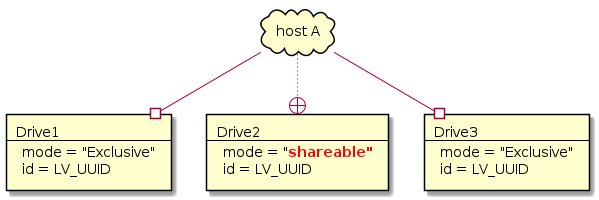 host A
Drive1
mode = "Exclusive"
id = LV_UUID
Drive2
mode = "shareable"
id = LV_UUID
Drive3
mode = "Exclusive"
id = LV_UUID